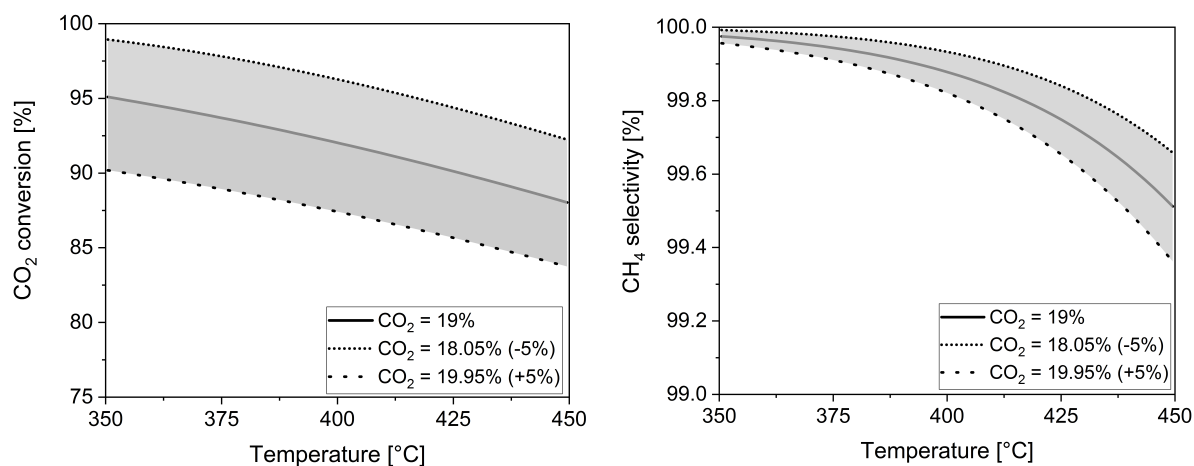 CO2 conversion [%]
100
95
90
85
80
75
350
375
400
425
450
Temperature [°C]
CO2 = 19%
CO2 = 18.05% (-5%)
CO2 = 19.95% (+5%)
CH4 selectivity [%]
100.0
99.8
99.6
99.4
99.2
99.0
350
375
400
425
450
Temperature [°C]
CO2 = 19%
CO2 = 18.05% (-5%)
CO2 = 19.95% (+5%)